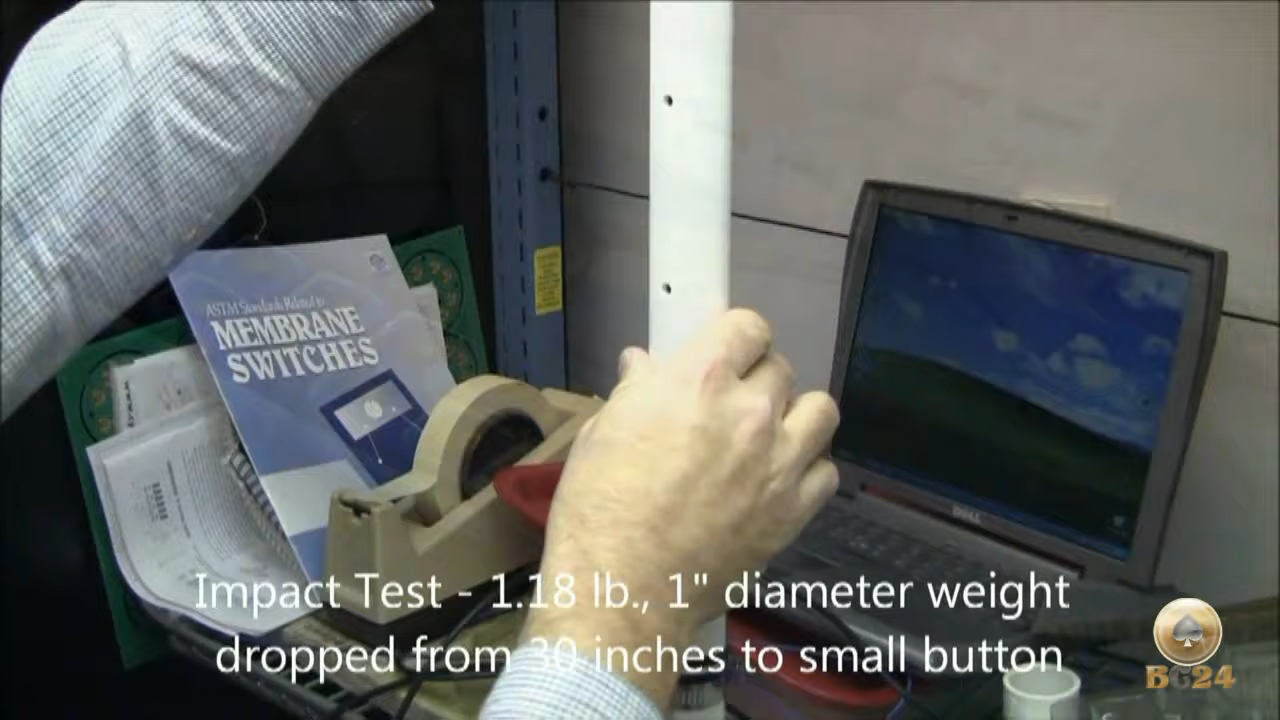 ASTM Standards Related to
MEMBRANE
SWITCHES
DELL
Impact Test - 1.18 lb., 1" diameter weight
dropped from 30 inches to small button
BG24